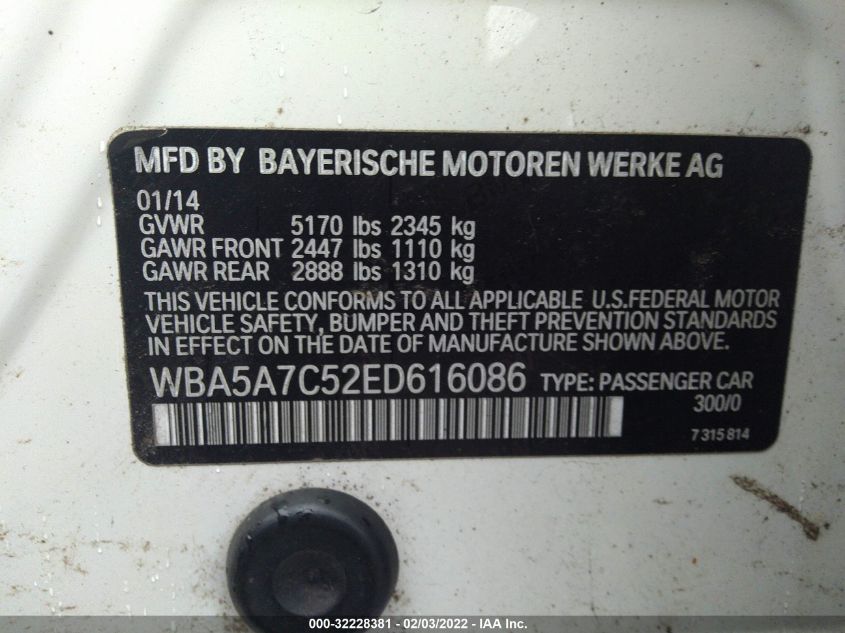 MFD BY BAYERISCHE MOTOREN WERKE AG
01/14
GVWR 5170 lbs 2345 kg
GAWR FRONT 2447 lbs 1110 kg
GAWR REAR 2888 lbs 1310 kg
THIS VEHICLE CONFORMS TO ALL APPLICABLE U.S.FEDERAL MOTOR
VEHICLE SAFETY, BUMPER AND THEFT PREVENTION STANDARDS
IN EFFECT ON THE DATE OF MANUFACTURE SHOWN ABOVE.
WBA5A7C52ED616086 TYPE: PASSENGER CAR
300/0
7315814
000-32228381 - 02/03/2022 - IAA Inc.